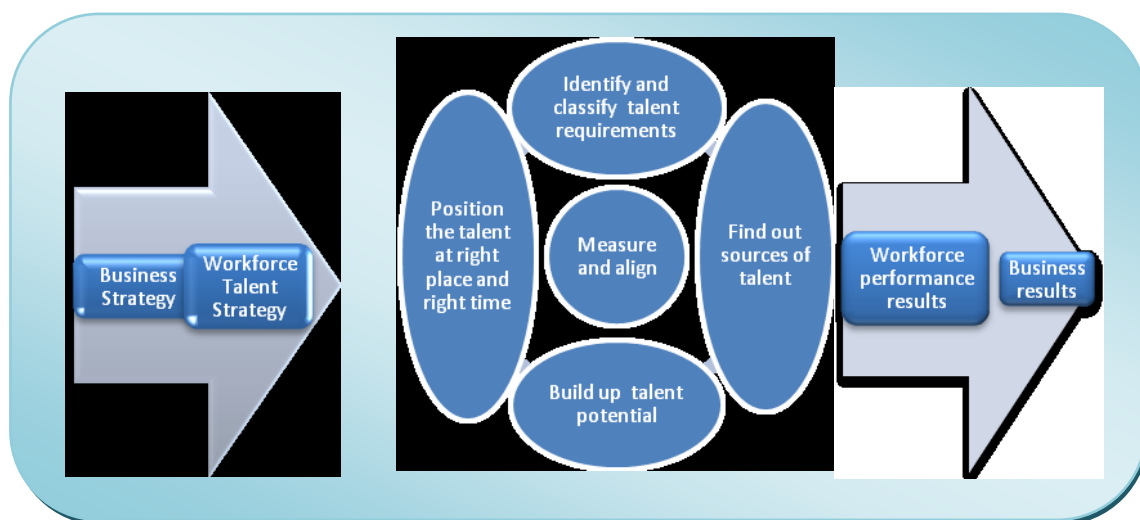 Business
Strategy
Workforce
Talent
Strategy
Identify and
classify talent
requirements
Position
the talent
at right
place and
right time
Measure
and align
Find out
sources of
talent
Build up talent
potential
Workforce
performance
results
Business
results